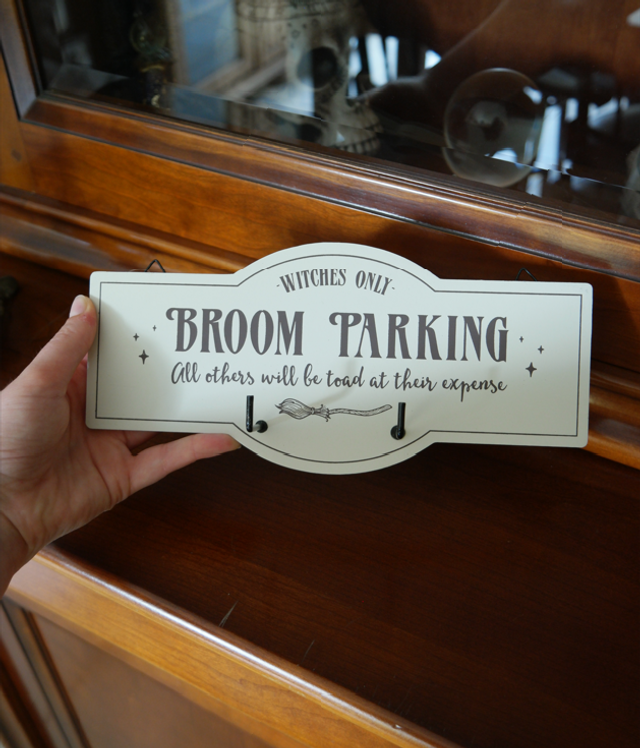 ·WITCHES ONLY·
BROOM PARKING
All others will be toad at their expense